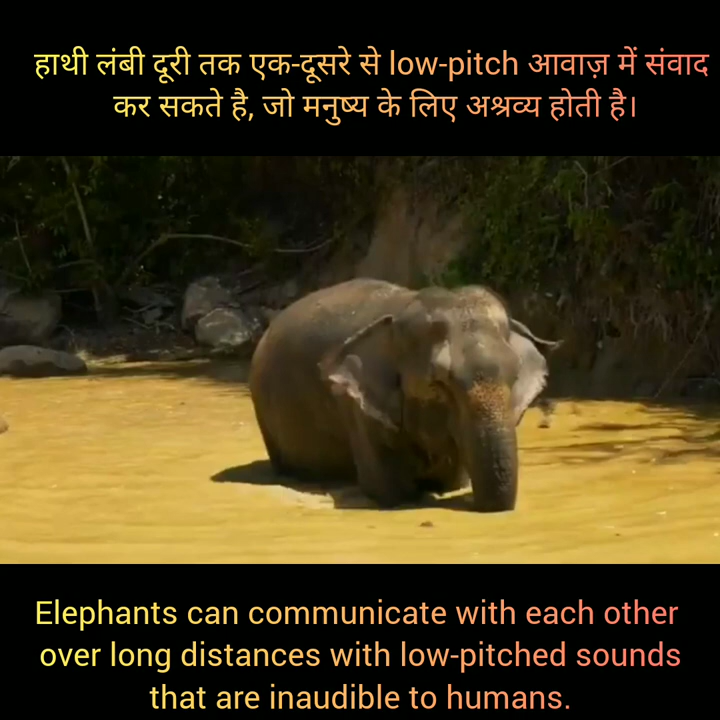 हाथी लंबी दूरी तक एक-दूसरे से low-pitch आवाज़ में संवाद
कर सकते है, जो मनुष्य के लिए अश्रव्य होती है।
Elephants can communicate with each other
over long distances with low-pitched sounds
that are inaudible to humans.